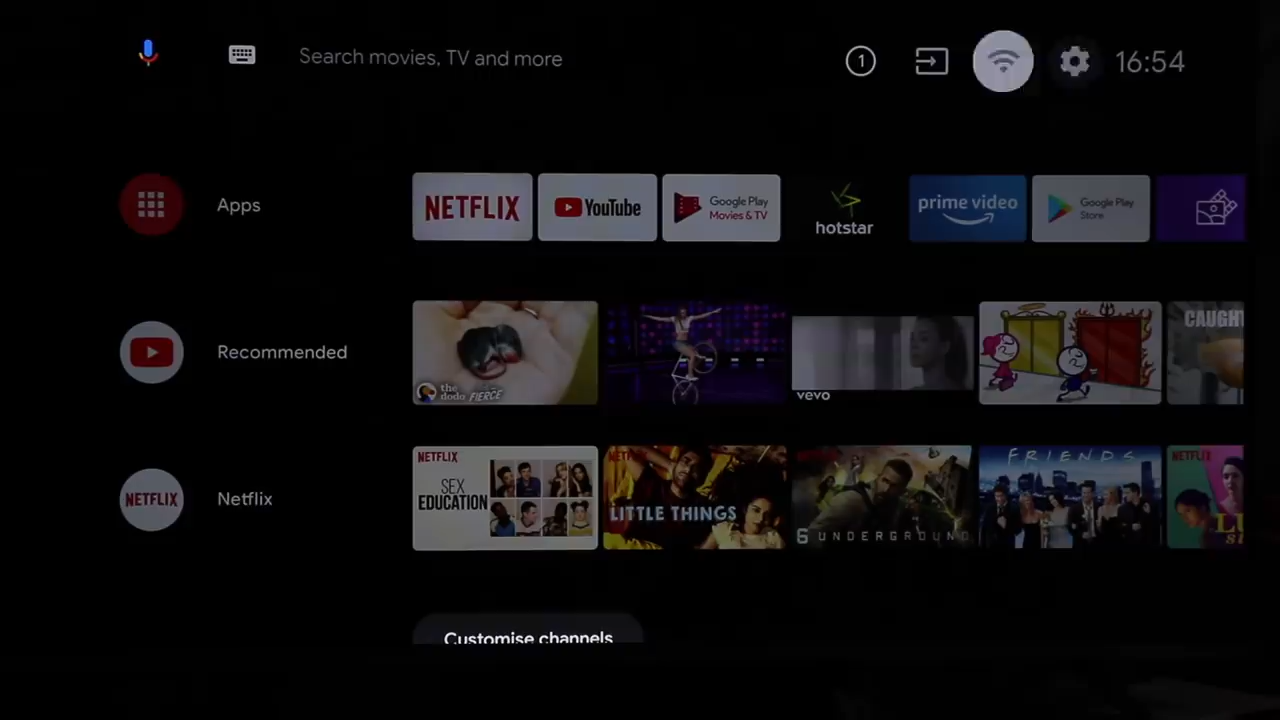 Search movies, TV and more
1
16:54
Apps
NETFLIX
YouTube
Google Play
Movies & TV
hotstar
prime video
Google Play
Store
Recommended
the
dodo FIERCE
vevo
CAUGHT
NETFLIX
Netflix
NETFLIX
SEX
EDUCATION
NETFLIX
LITTLE THINGS
6 UNDERGROUND
FRIENDS
NETFLIX
Customise channels